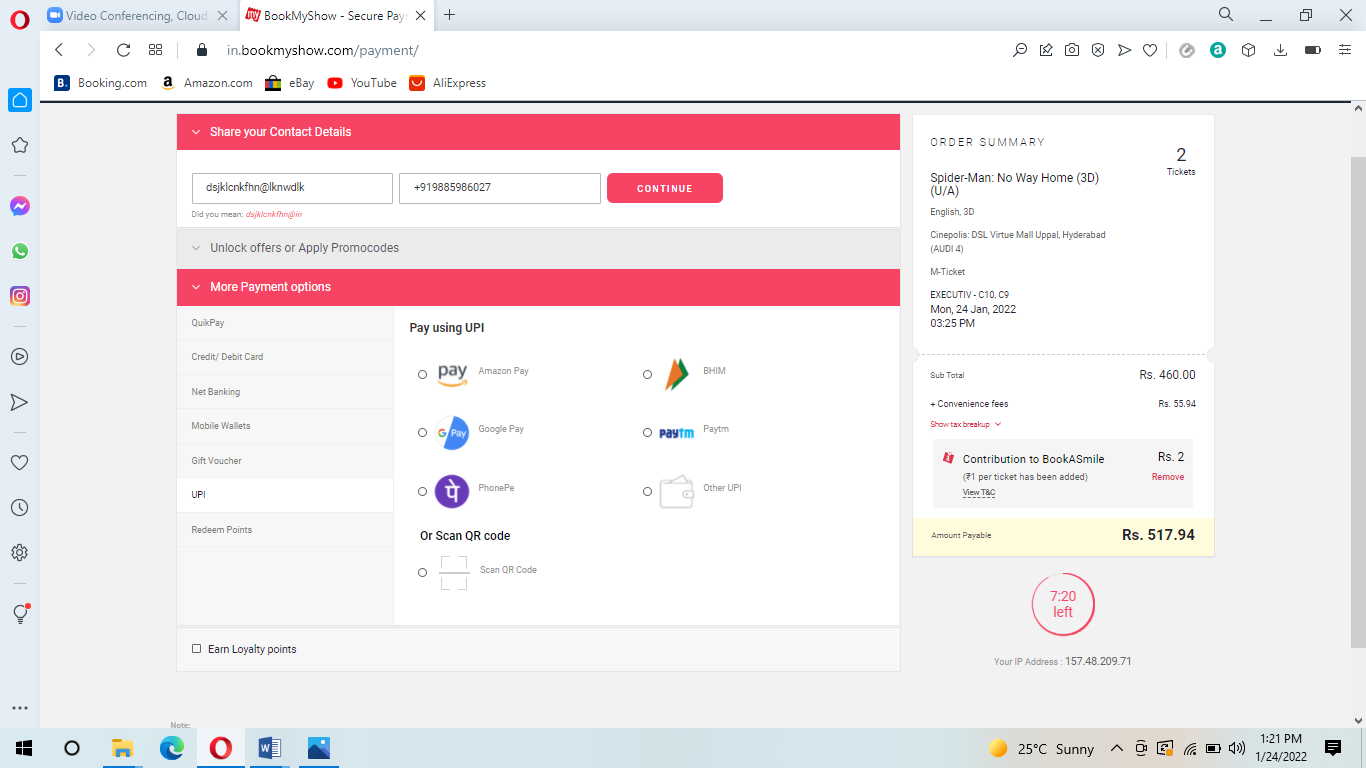 Video Conferencing, Cloud
BookMyShow - Secure Pay
in.bookmyshow.com/payment/
B. Booking.com
a Amazon.com
eBay
YouTube
AliExpress
Share your Contact Details
dsjklcnkfhn@lknwdlk
+919885986027
CONTINUE
Did you mean: dsjklcnkfhn@in
Unlock offers or Apply Promocodes
More Payment options
QuikPay
Credit/ Debit Card
Net Banking
Mobile Wallets
Gift Voucher
UPI
Redeem Points
Pay using UPI
pay Amazon Pay
BHIM
G Pay Google Pay
paytm Paytm
पे PhonePe
Other UPI
Or Scan QR code
Scan QR Code
Earn Loyalty points
Note:
ORDER SUMMARY
2
Tickets
Spider-Man: No Way Home (3D)
(U/A)
English, 3D
Cinepolis: DSL Virtue Mall Uppal, Hyderabad
(AUDI 4)
M-Ticket
EXECUTIV - C10, C9
Mon, 24 Jan, 2022
03:25 PM
Sub Total Rs. 460.00
+ Convenience fees Rs. 55.94
Show tax breakup
Contribution to BookASmile Rs. 2
(₹1 per ticket has been added) Remove
View T&C
Amount Payable Rs. 517.94
7:20
left
Your IP Address : 157.48.209.71
25°C Sunny
1:21 PM
1/24/2022